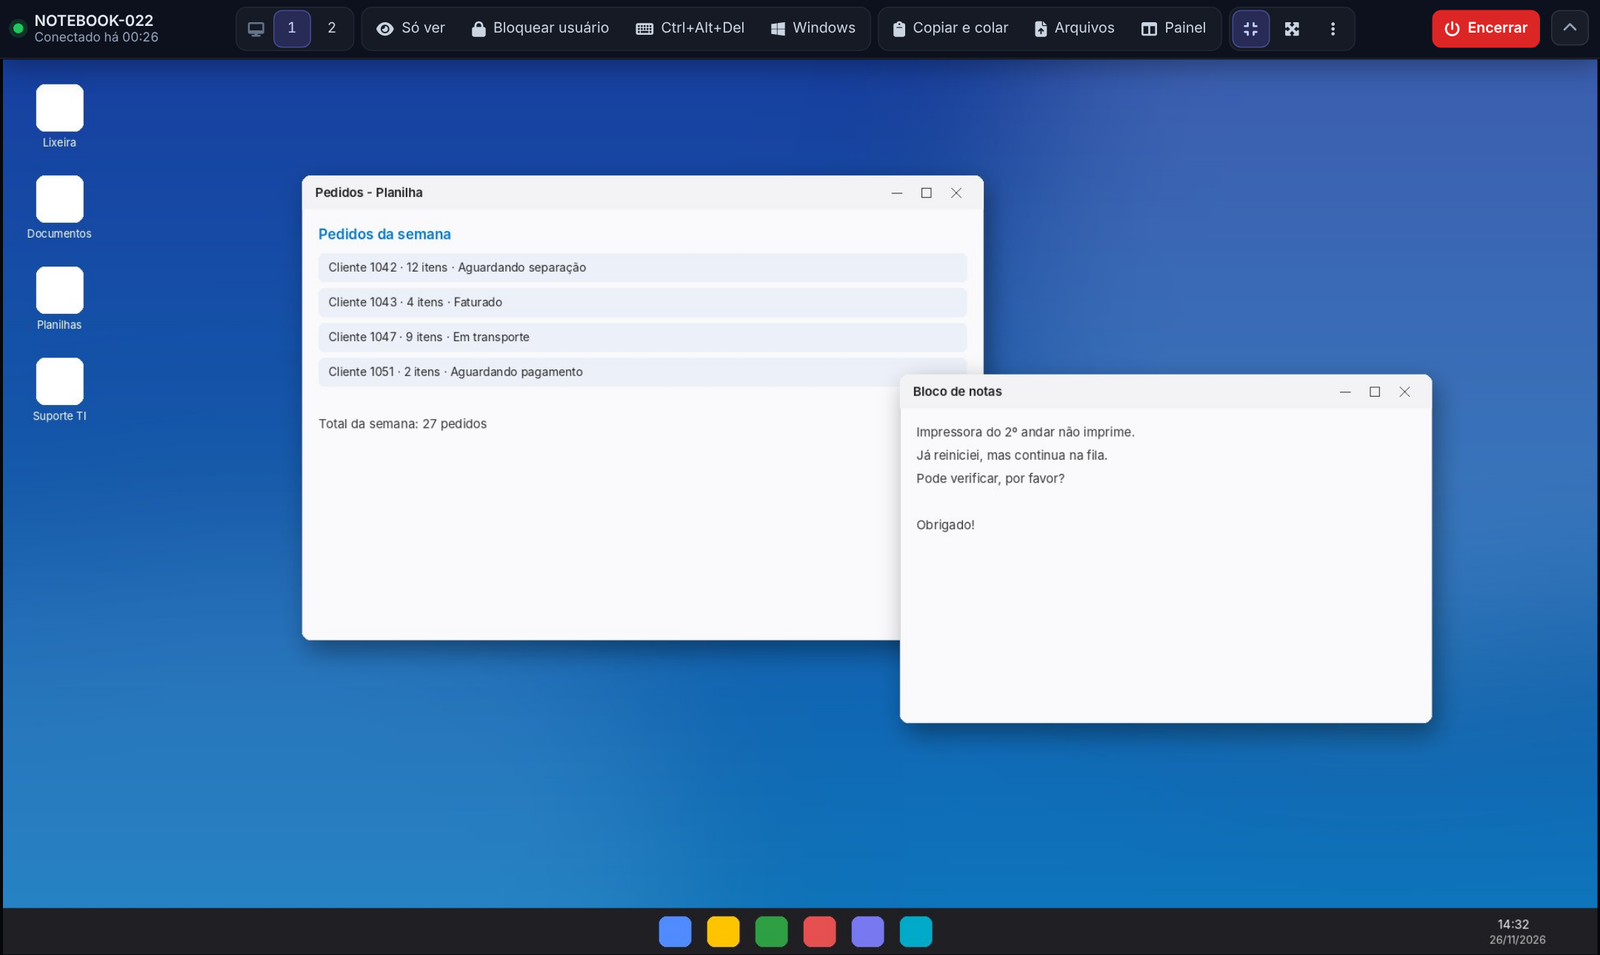 NOTEBOOK-022
Conectado há 00:26
1
2
Só ver
Bloquear usuário
Ctrl+Alt+Del
Windows
Copiar e colar
Arquivos
Painel
Encerrar
Lixeira
Documentos
Planilhas
Suporte TI
Pedidos - Planilha
Pedidos da semana
Cliente 1042 · 12 itens · Aguardando separação
Cliente 1043 · 4 itens · Faturado
Cliente 1047 · 9 itens · Em transporte
Cliente 1051 · 2 itens · Aguardando pagamento
Total da semana: 27 pedidos
Bloco de notas
Impressora do 2º andar não imprime.
Já reiniciei, mas continua na fila.
Pode verificar, por favor?
Obrigado!
14:32
26/11/2026